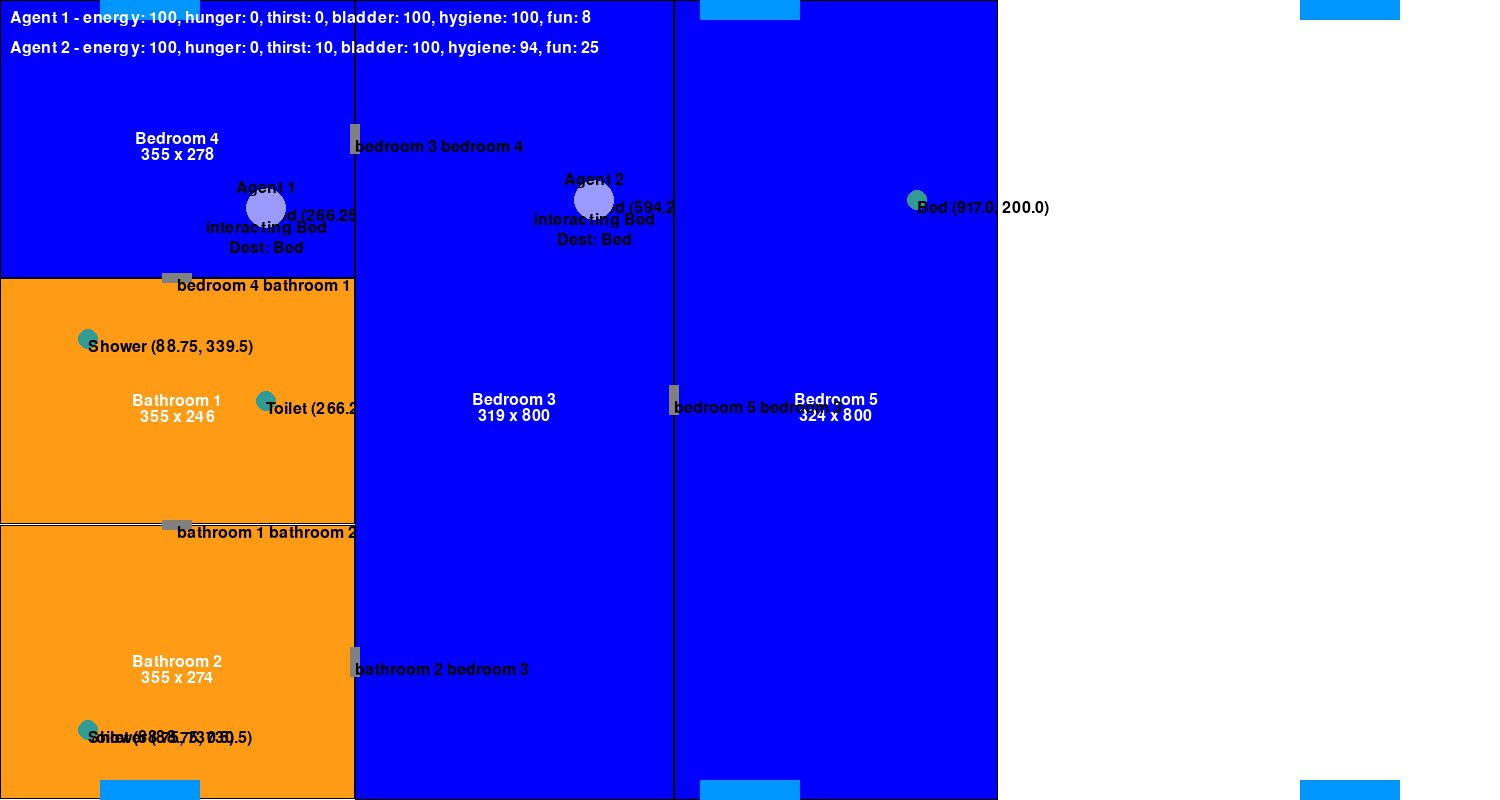 Agent 1 - energy: 100, hunger: 0, thirst: 0, bladder: 100, hygiene: 100, fun: 8
Agent 2 - energy: 100, hunger: 0, thirst: 10, bladder: 100, hygiene: 94, fun: 25
Bedroom 4
355 x 278
bedroom 3 bedroom 4
Agent 1
(266.25
interacting Bed
Dest: Bed
Agent 2
(594.2
interacting Bed
Dest: Bed
Bed (917.0, 200.0)
bedroom 4 bathroom 1
Shower (88.75, 339.5)
Bathroom 1
355 x 246
Toilet (266.2
Bedroom 3
319 x 800
bedroom 5 bedroom 3
Bedroom 5
324 x 800
bathroom 1 bathroom 2
Bathroom 2
355 x 274
bathroom 2 bedroom 3